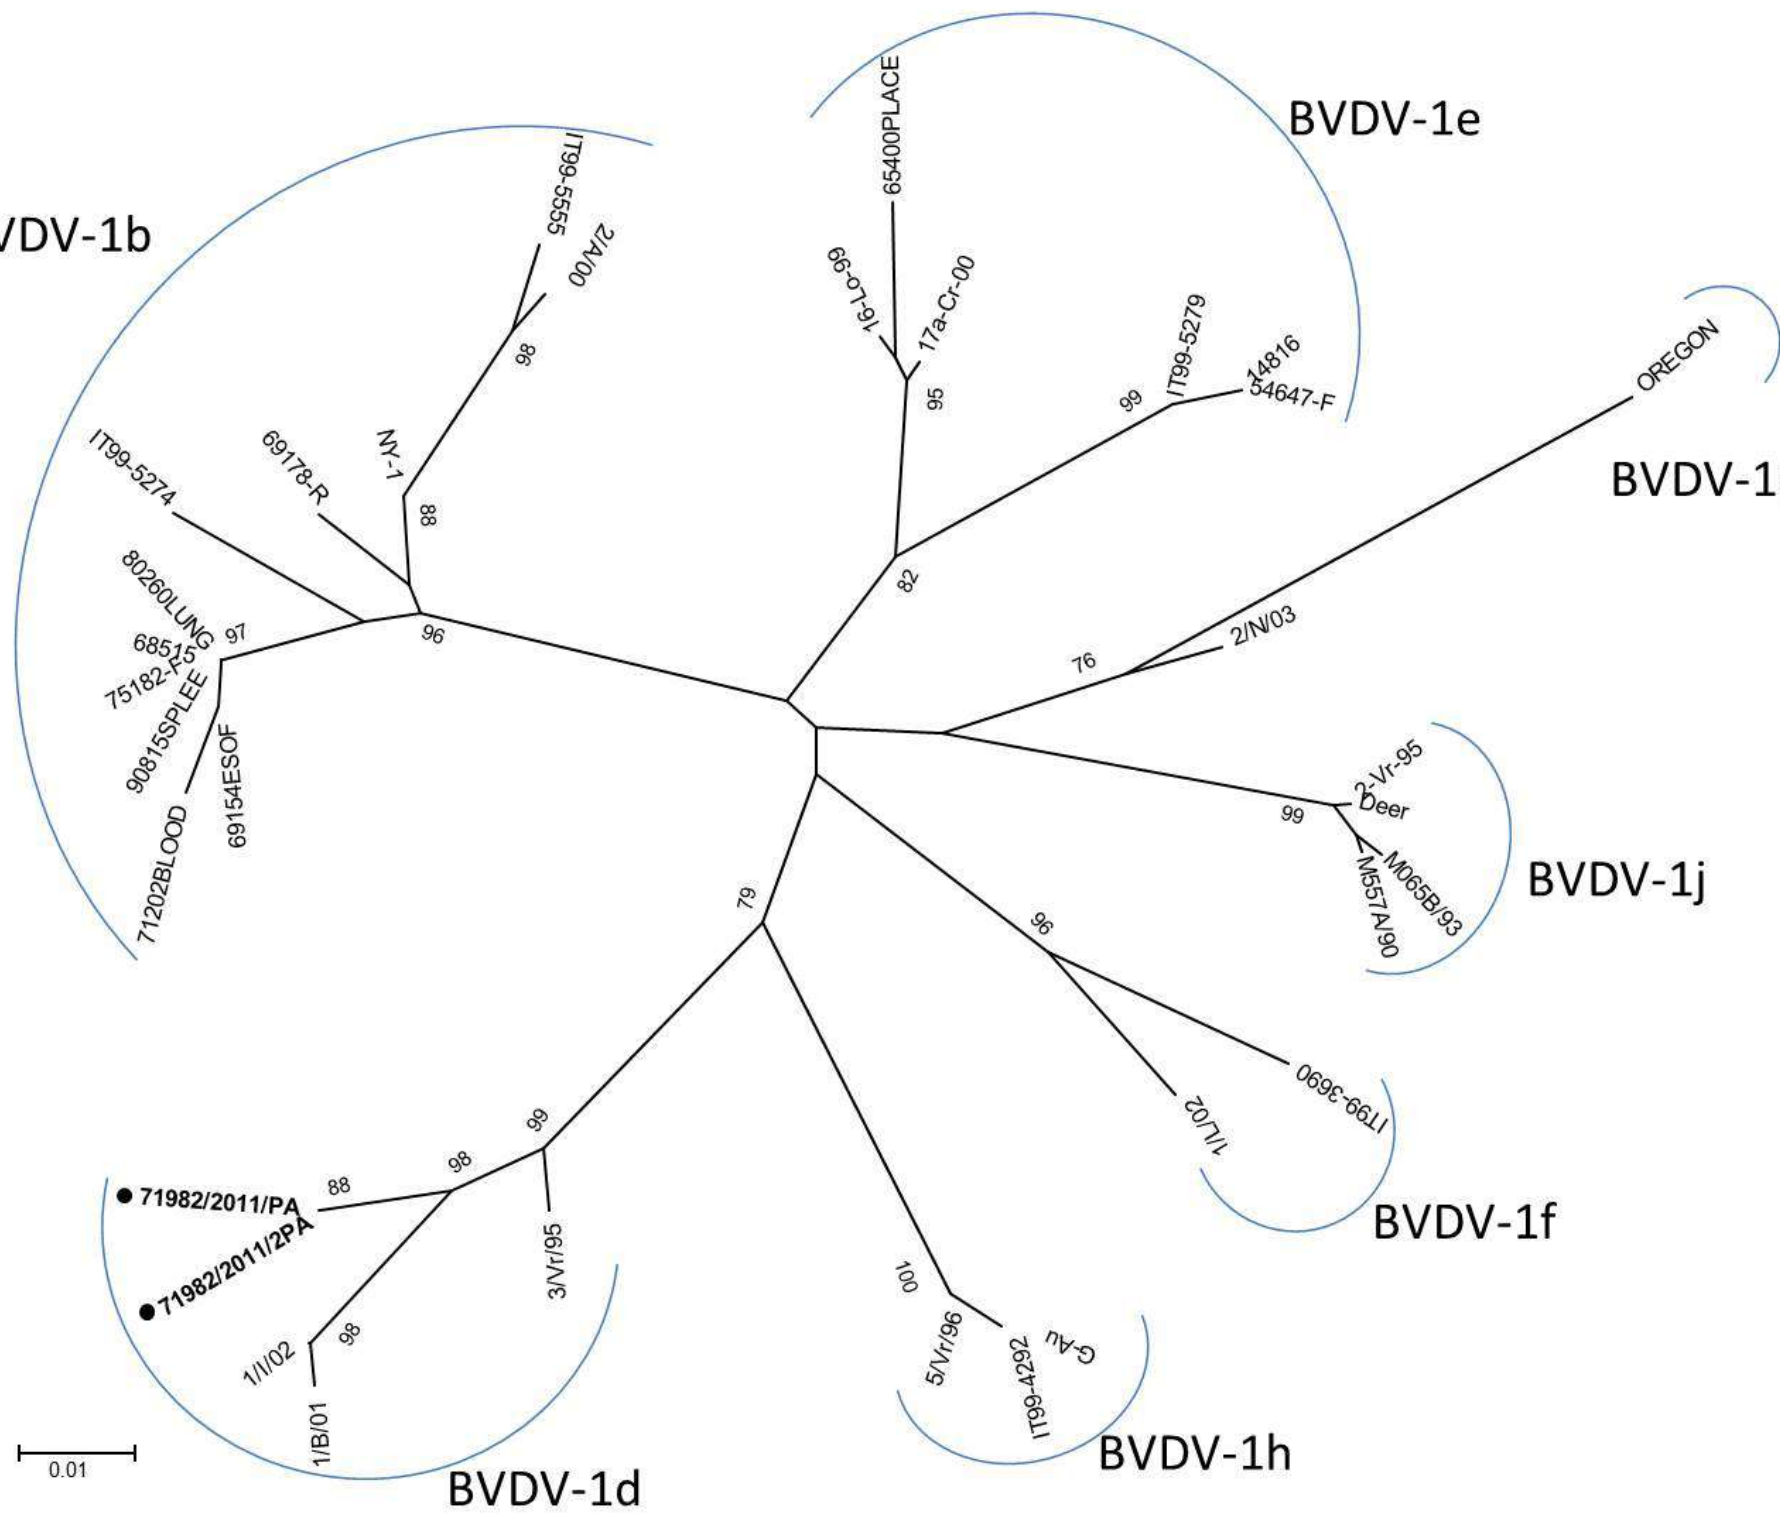 BVDV-1e
65400PLACE
IT99-5555
VDV-1b
2/A/00
16-Lo-99
17a-Cr-00
IT99-5279
14816
54647-F
OREGON
98
95
99
NY-1
69178-R
IT99-5274
BVDV-1
88
82
80260LUNG
97
96
68515
75182-F
90815SPLEE
2/N/03
76
69154ESOF
71202BLOOD
2-Vr-95
Deer
99
M065B/93
M557A/90
BVDV-1j
79
96
IT99-3690
1/L/02
99
98
88
71982/2011/PA
71982/2011/2PA
3/Vr/95
BVDV-1f
100
98
1/I/02
5/Vr/96
G-Au
IT99-4292
1/B/01
BVDV-1h
0.01
BVDV-1d